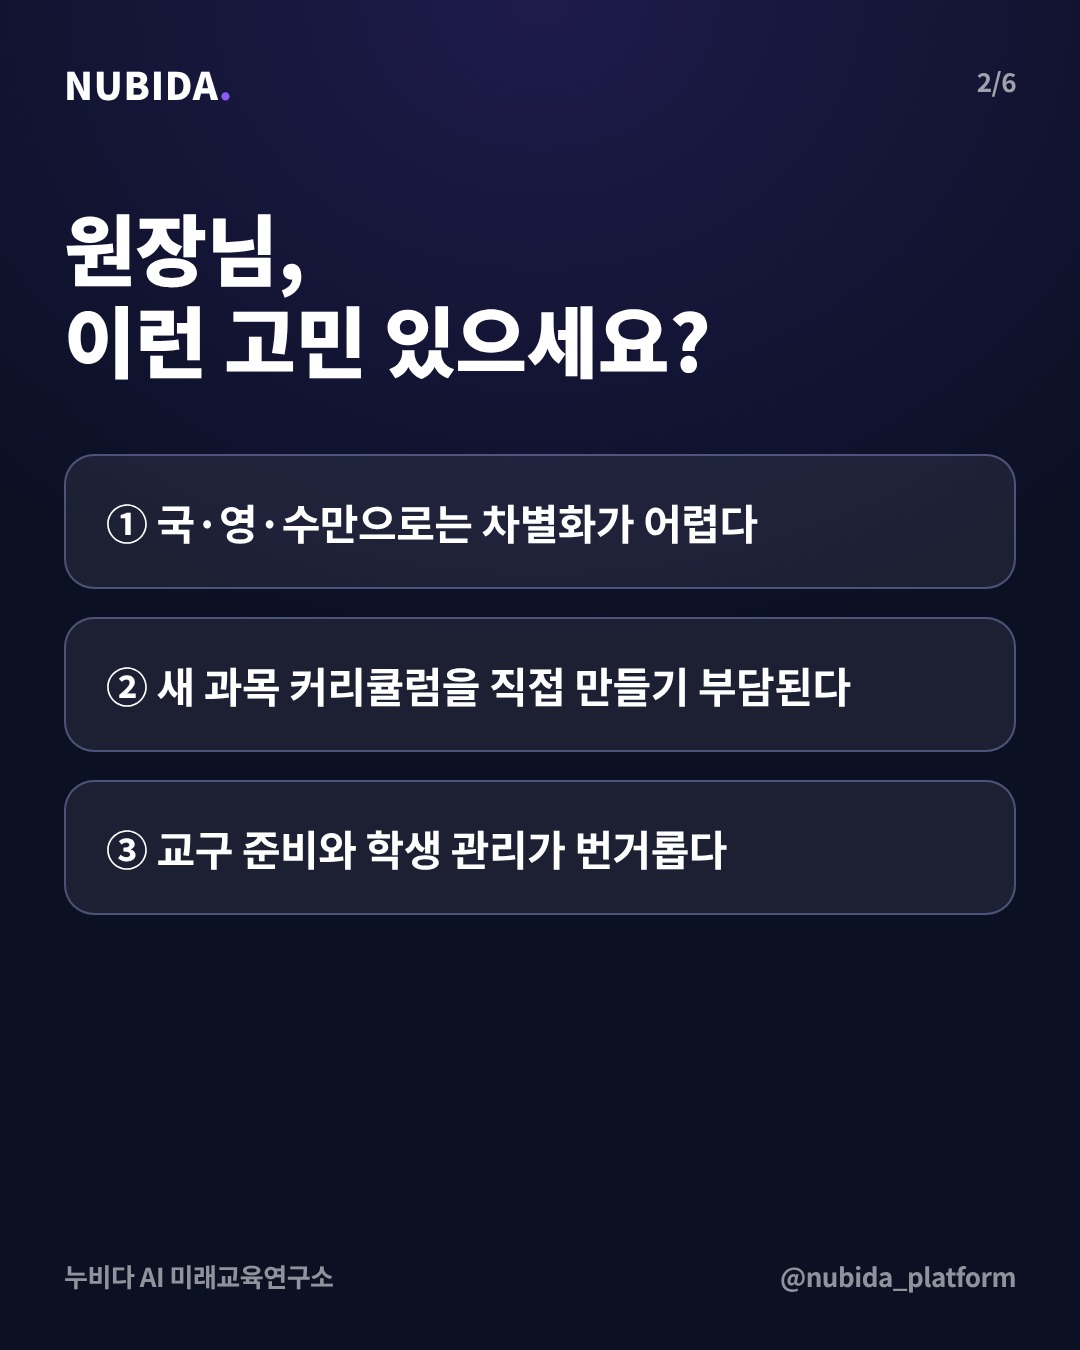 NUBIDA.
2/6
원장님,
이런 고민 있으세요?
① 국·영·수만으로는 차별화가 어렵다
② 새 과목 커리큘럼을 직접 만들기 부담된다
③ 교구 준비와 학생 관리가 번거롭다
누비다 AI 미래교육연구소
@nubida_platform